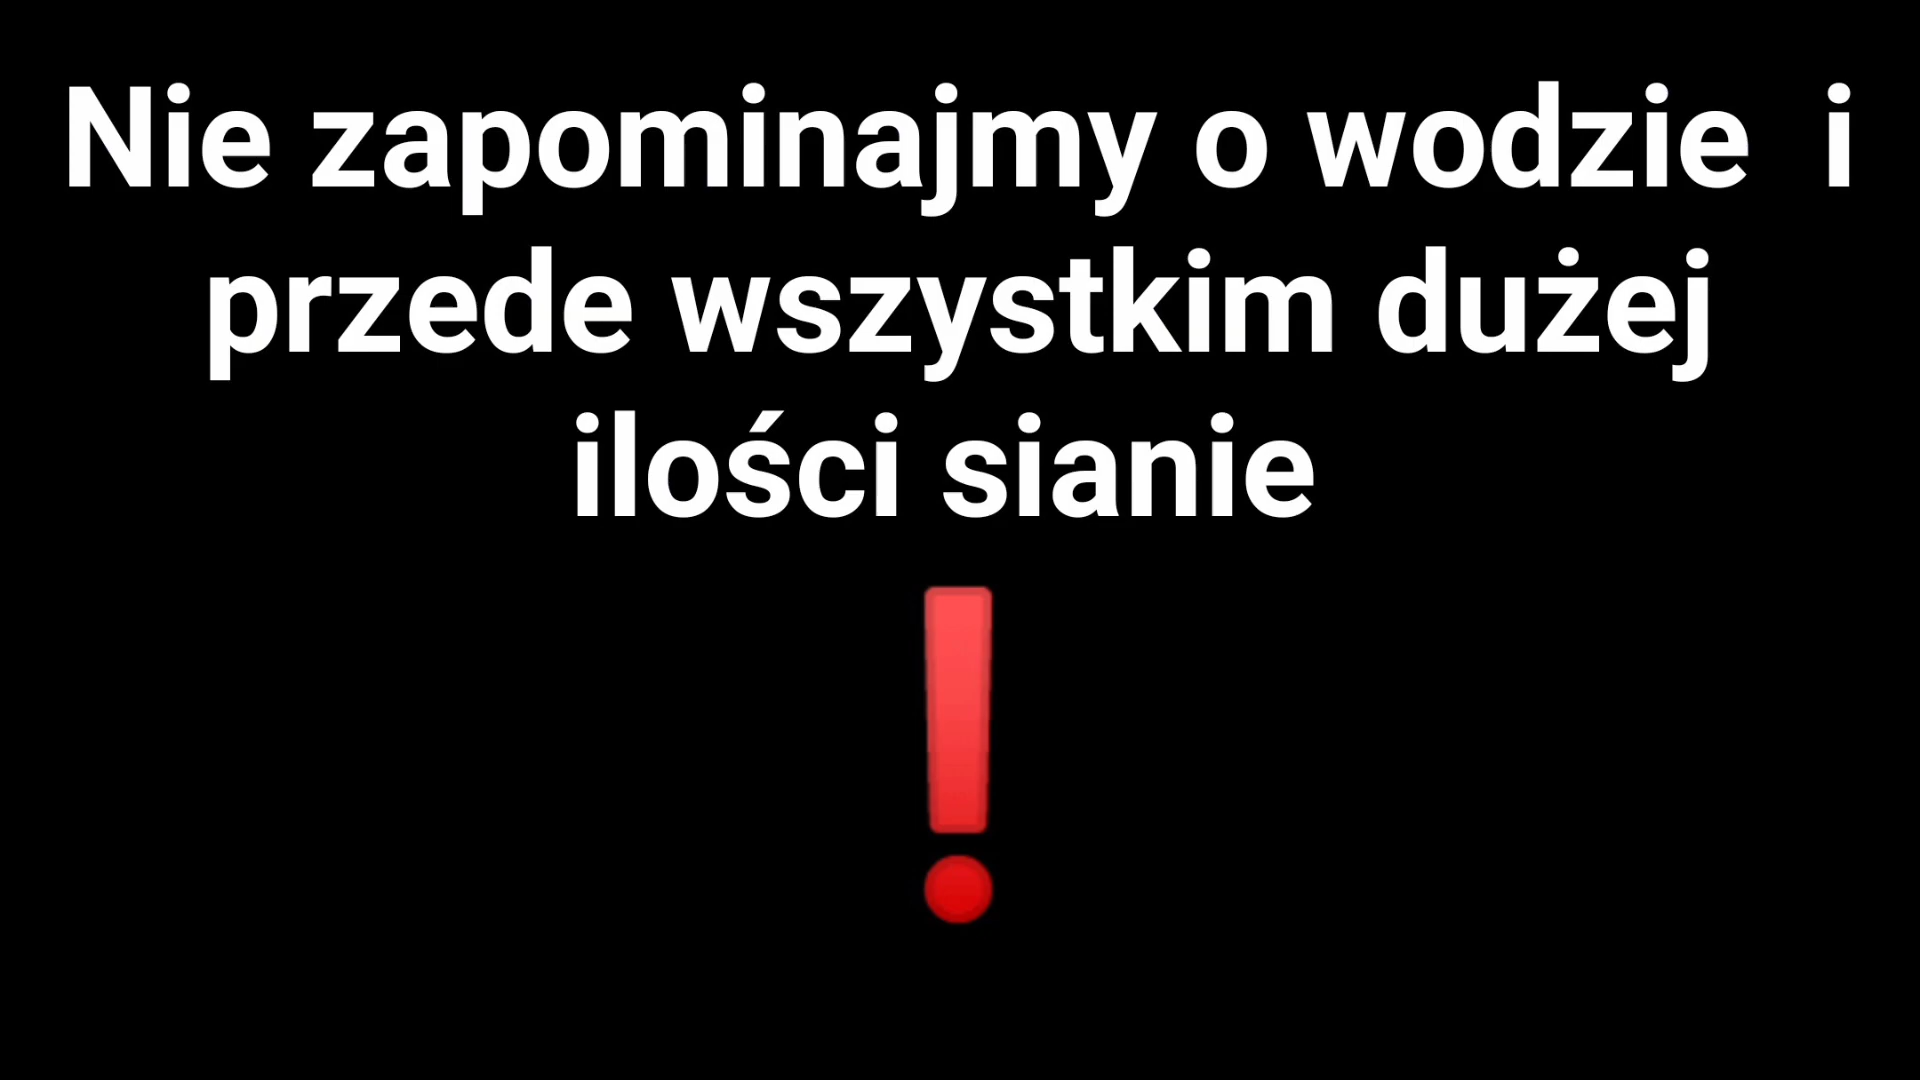 Nie zapominajmy o wodzie  i
przede wszystkim dużej
ilości sianie
❗